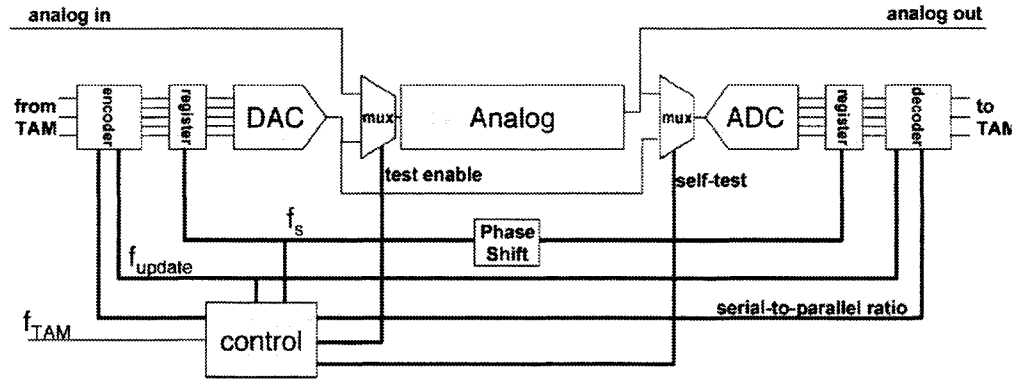 analog in
analog out
from
TAM
encoder
register
DAC
mux
Analog
mux
ADC
register
decoder
to
TAM
test enable
self-test
fs
Phase
Shift
fupdate
serial-to-parallel ratio
fTAM
control